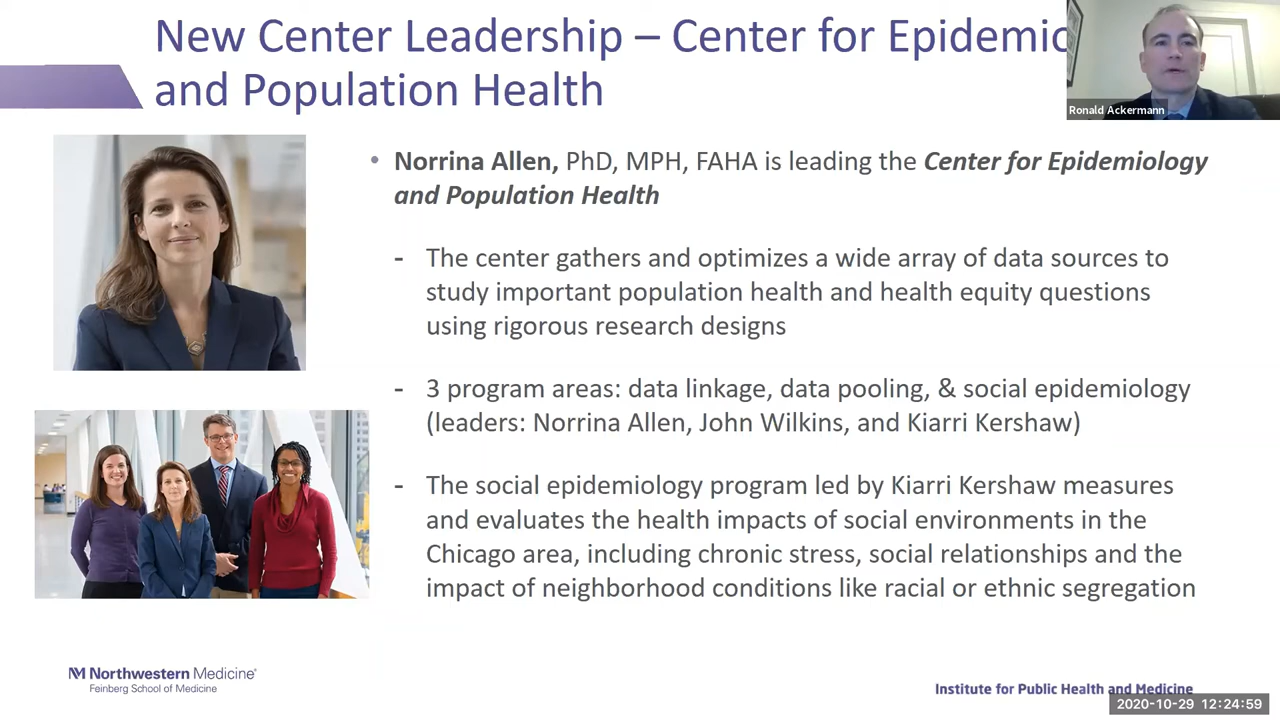 New Center Leadership – Center for Epidemic
and Population Health
Ronald Ackermann
• Norrina Allen, PhD, MPH, FAHA is leading the Center for Epidemiology
and Population Health
- The center gathers and optimizes a wide array of data sources to
study important population health and health equity questions
using rigorous research designs
- 3 program areas: data linkage, data pooling, & social epidemiology
(leaders: Norrina Allen, John Wilkins, and Kiarri Kershaw)
- The social epidemiology program led by Kiarri Kershaw measures
and evaluates the health impacts of social environments in the
Chicago area, including chronic stress, social relationships and the
impact of neighborhood conditions like racial or ethnic segregation
NM Northwestern Medicine®
Feinberg School of Medicine
Institute for Public Health and Medicine
2020-10-29 12:24:59